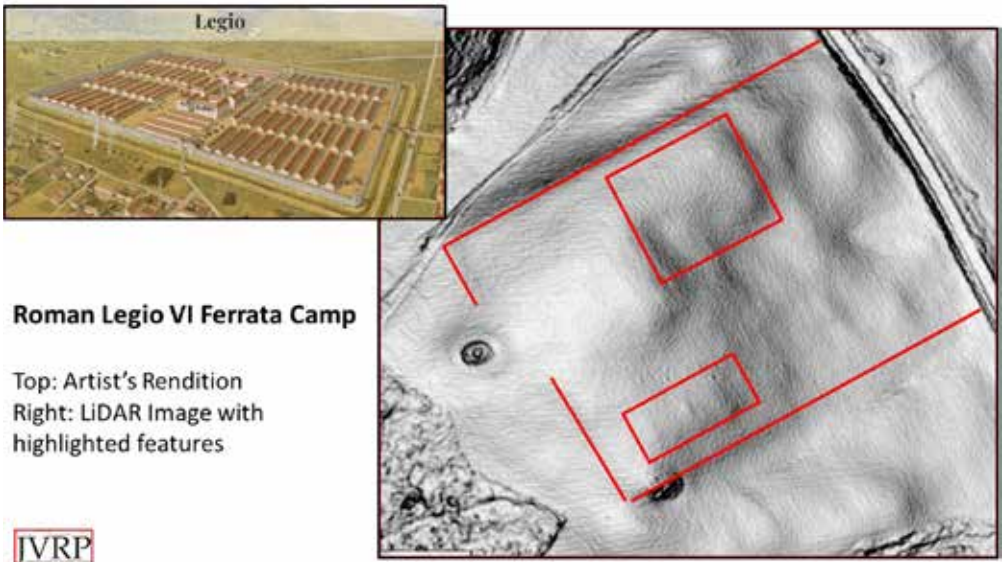 Legio
Roman Legio VI Ferrata Camp
Top: Artist's Rendition
Right: LiDAR Image with
highlighted features
JVRP